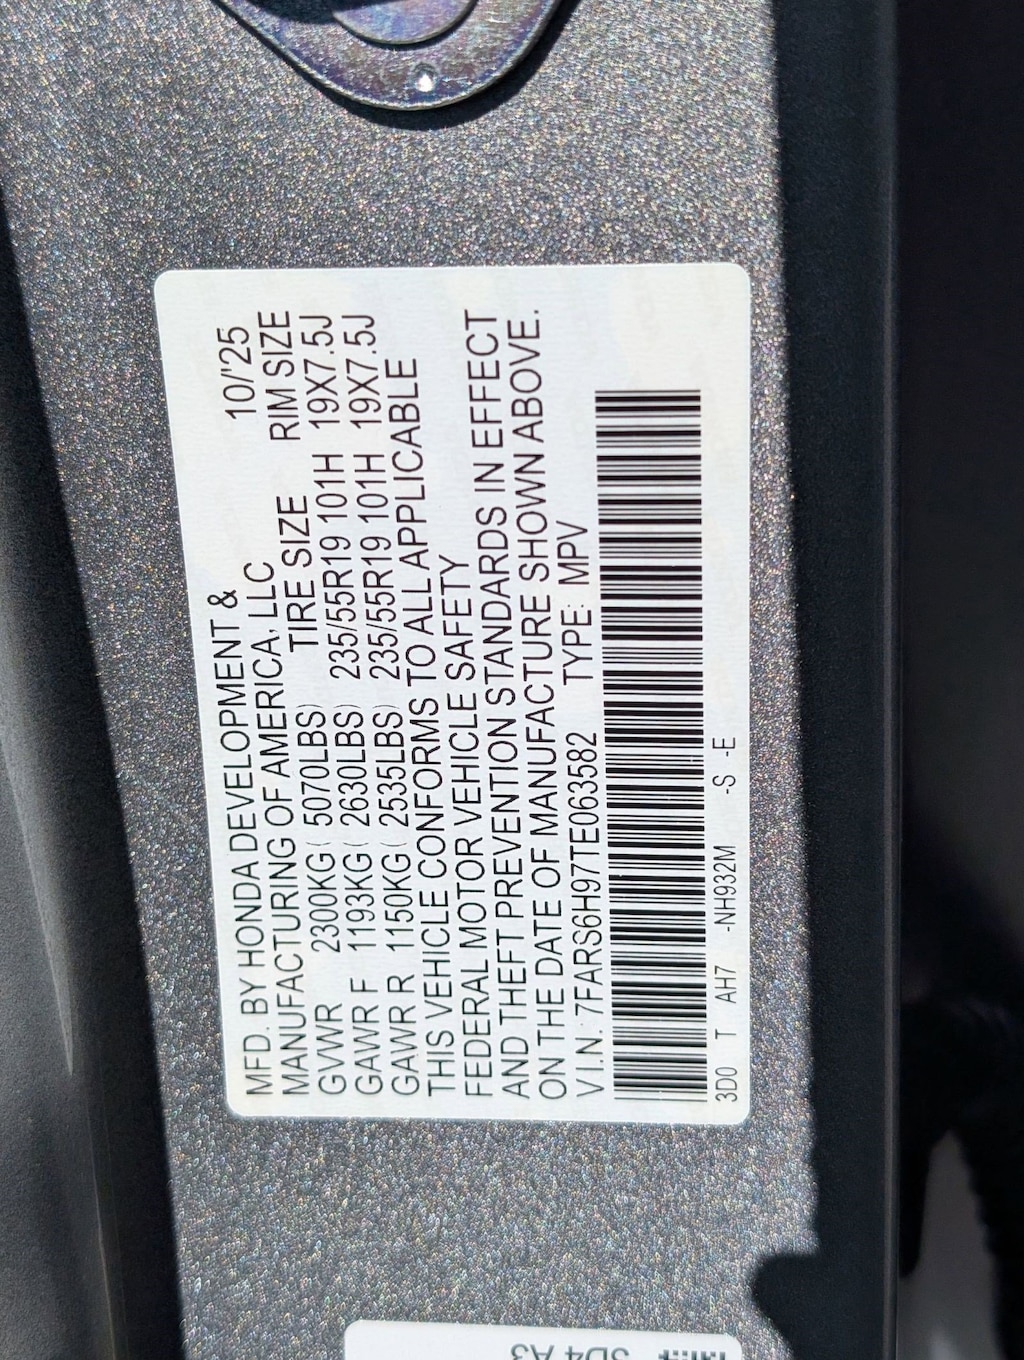 MFD. BY HONDA DEVELOPMENT & 10/'25
MANUFACTURING OF AMERICA, LLC
TIRE SIZE RIM SIZE
GVWR 2300KG ( 5070LBS)
GAWR F 1193KG ( 2630LBS) 235/55R19 101H 19X7.5J
GAWR R 1150KG ( 2535LBS) 235/55R19 101H 19X7.5J
THIS VEHICLE CONFORMS TO ALL APPLICABLE
FEDERAL MOTOR VEHICLE SAFETY
AND THEFT PREVENTION STANDARDS IN EFFECT
ON THE DATE OF MANUFACTURE SHOWN ABOVE.
V.I.N. 7FARS6H97TE063582 TYPE: MPV
3D0 T AH7 -NH932M -S -E
3D4 A3